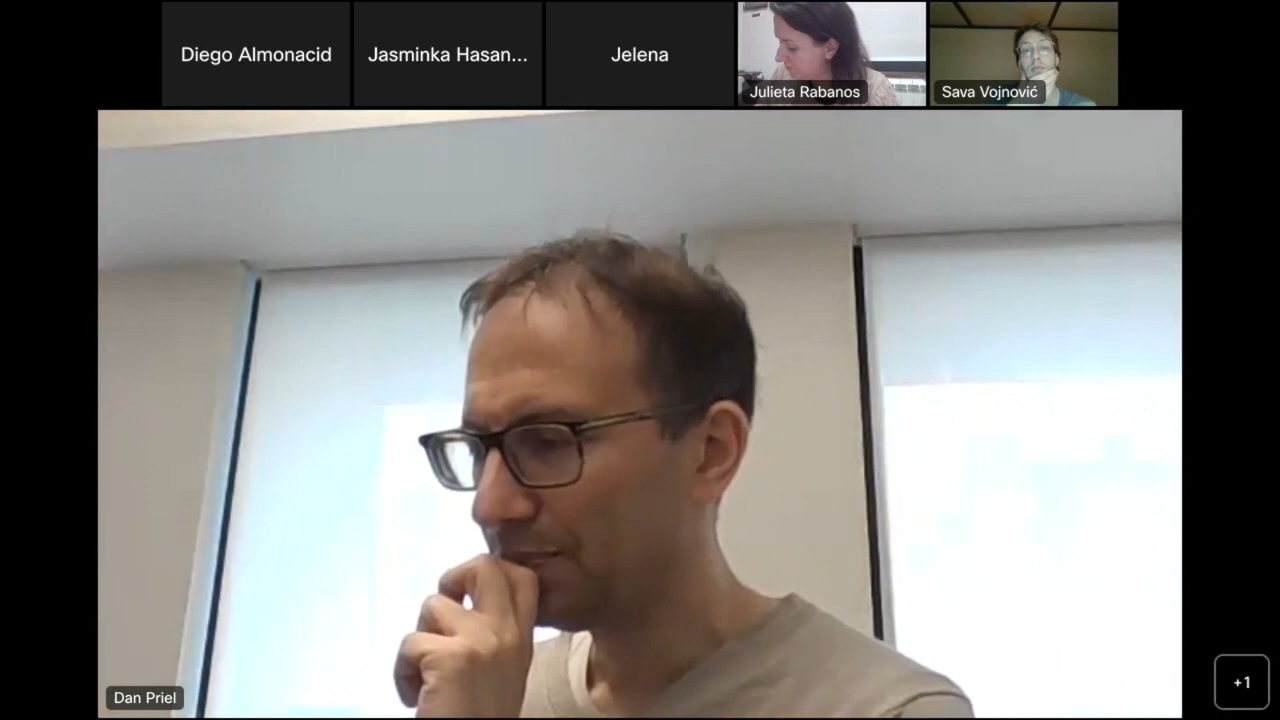 Diego Almonacid
Jasminka Hasan...
Jelena
Julieta Rabanos
Sava Vojnović
Dan Priel
+1